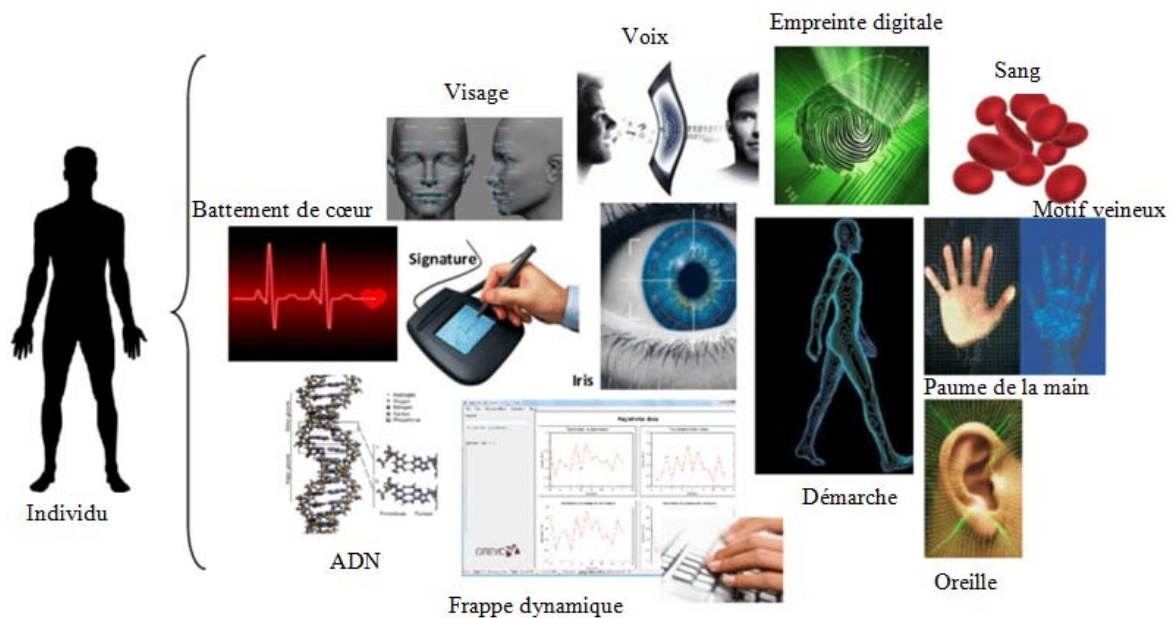 Empreinte digitale
Voix
Sang
Visage
Battement de cœur
Motif veineux
Signature
Iris
Paume de la main
Individu
Démarche
ADN
GREYC
Oreille
Frappe dynamique